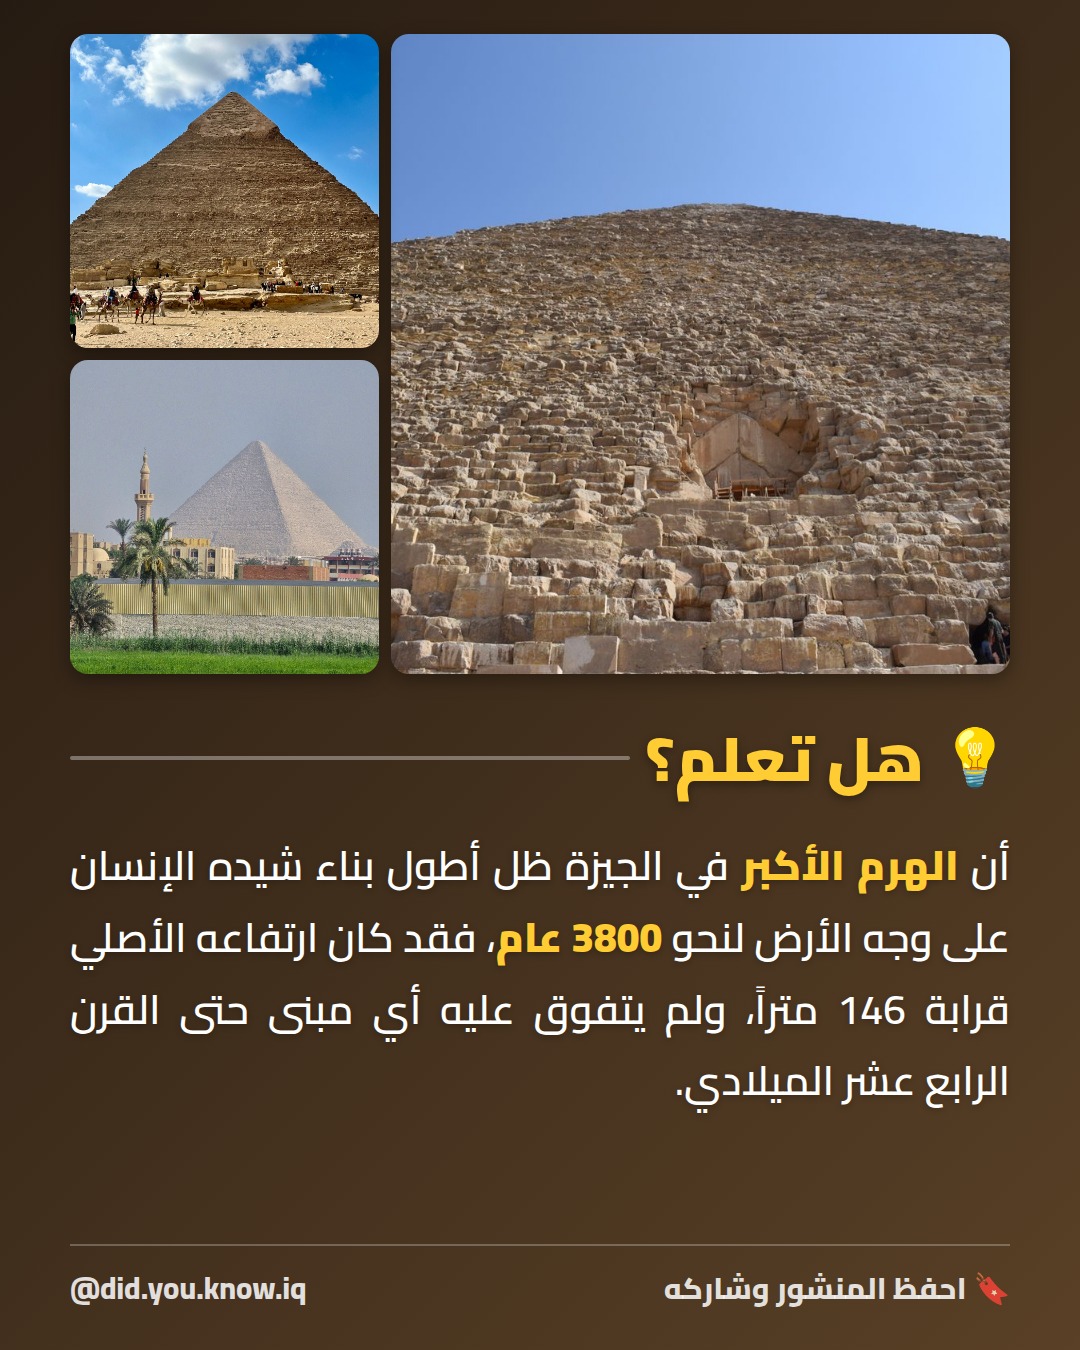 هل تعلم؟
أن الهرم الأكبر في الجيزة ظل أطول بناء شيده الإنسان
على وجه الأرض لنحو 3800 عام، فقد كان ارتفاعه الأصلي
قرابة 146 متراً، ولم يتفوق عليه أي مبنى حتى القرن
الرابع عشر الميلادي.
احفظ المنشور وشاركه
@did.you.know.iq